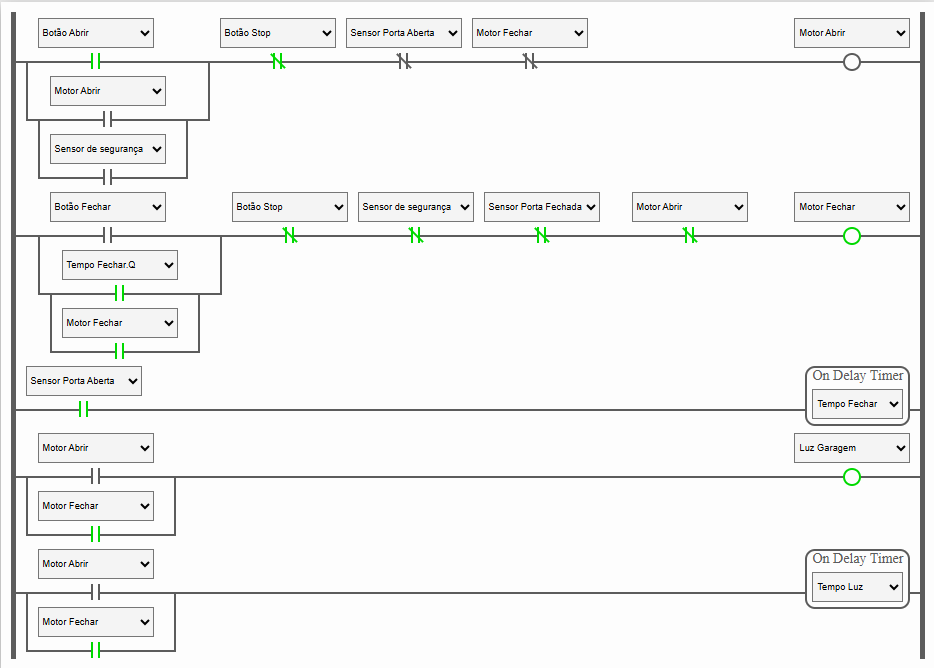 Botão Abrir
Botão Stop
Sensor Porta Aberta
Motor Fechar
Motor Abrir
Motor Abrir
Sensor de segurança
Botão Fechar
Botão Stop
Sensor de segurança
Sensor Porta Fechada
Motor Abrir
Motor Fechar
Tempo Fechar.Q
Motor Fechar
Sensor Porta Aberta
On Delay Timer
Tempo Fechar
Motor Abrir
Luz Garagem
Motor Fechar
Motor Abrir
On Delay Timer
Tempo Luz
Motor Fechar